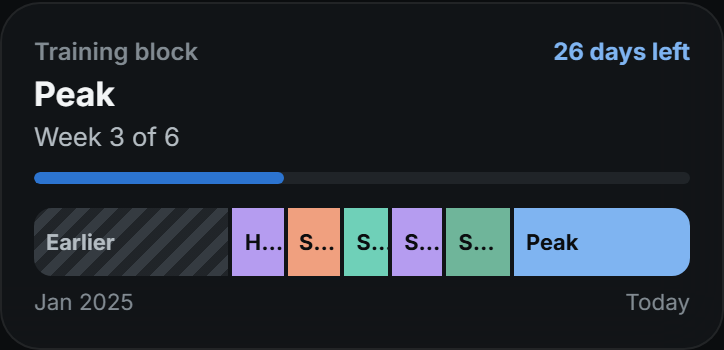 Training block
26 days left
Peak
Week 3 of 6
Earlier
H...
S...
S...
S...
S...
Peak
Jan 2025
Today